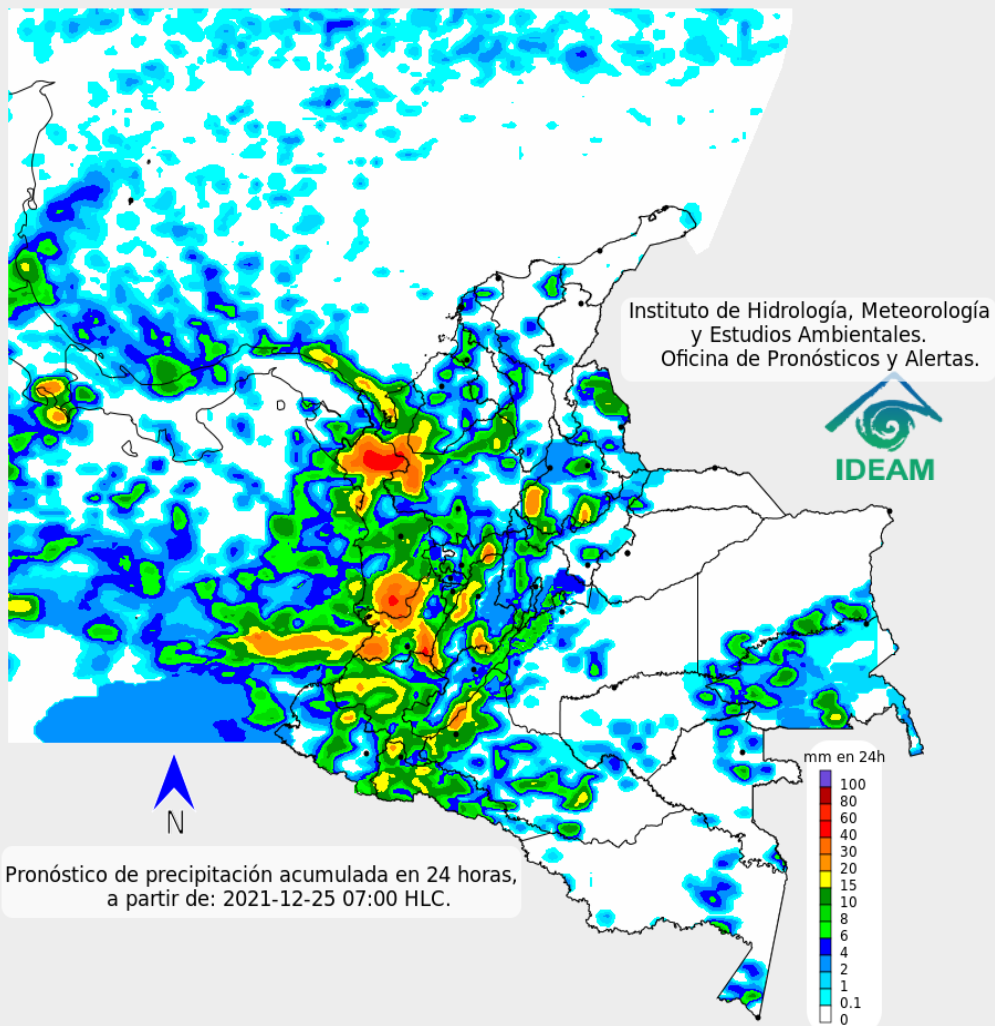 Instituto de Hidrología, Meteorología
y Estudios Ambientales.
Oficina de Pronósticos y Alertas.
IDEAM
mm en 24h
100
80
60
40
30
20
15
10
8
6
4
2
1
0.1
0
N
Pronóstico de precipitación acumulada en 24 horas,
a partir de: 2021-12-25 07:00 HLC.